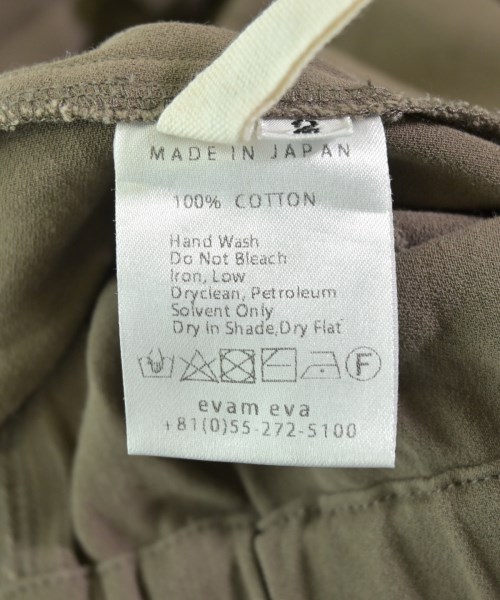 2
MADE IN JAPAN
100% COTTON
Hand Wash
Do Not Bleach
Iron, Low
Dryclean, Petroleum
Solvent Only
Dry In Shade,Dry Flat
F
evam eva
+81(0)55-272-5100